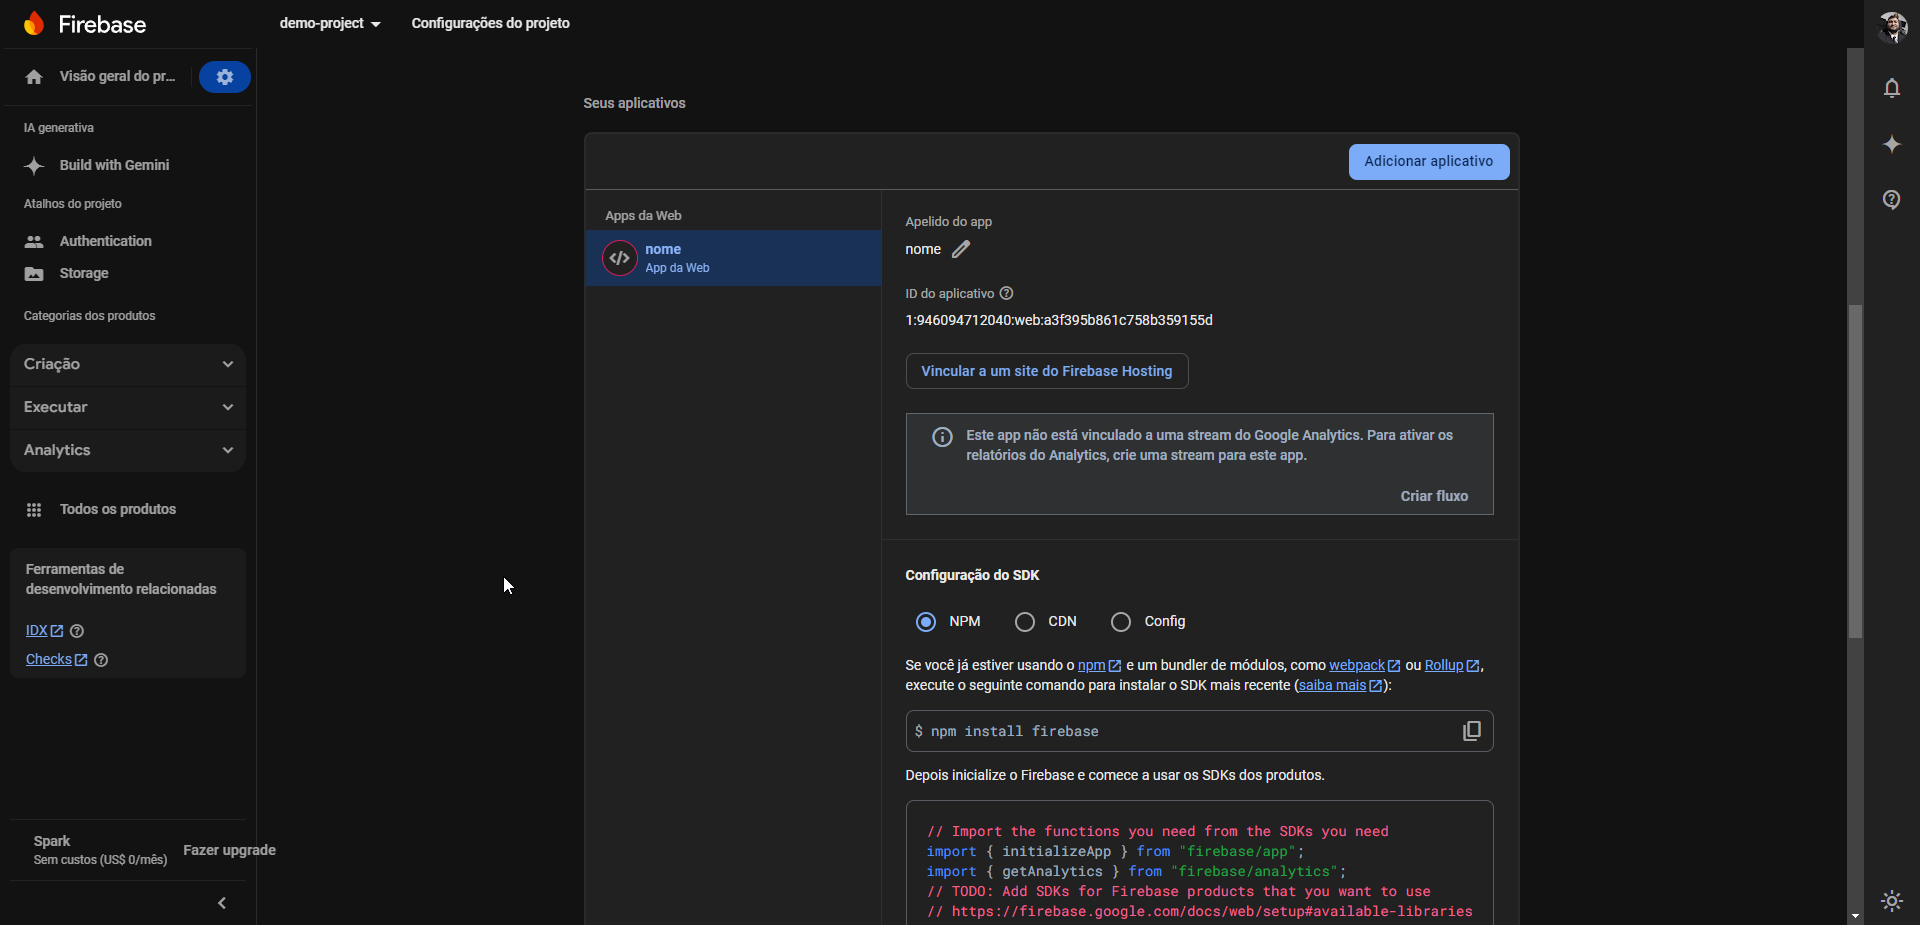 Firebase
demo-project
Configurações do projeto
Visão geral do pr...
IA generativa
Build with Gemini
Atalhos do projeto
Authentication
Storage
Categorias dos produtos
Criação
Executar
Analytics
Todos os produtos
Ferramentas de
desenvolvimento relacionadas
IDX
Checks
Spark
Sem custos (US$ 0/mês)
Fazer upgrade
Seus aplicativos
Adicionar aplicativo
Apps da Web
nome
App da Web
Apelido do app
nome
ID do aplicativo
1:946094712040:web:a3f395b861c758b359155d
Vincular a um site do Firebase Hosting
Este app não está vinculado a uma stream do Google Analytics. Para ativar os
relatórios do Analytics, crie uma stream para este app.
Criar fluxo
Configuração do SDK
NPM
CDN
Config
Se você já estiver usando o npm e um bundler de módulos, como webpack ou Rollup,
execute o seguinte comando para instalar o SDK mais recente (saiba mais):
$ npm install firebase
Depois inicialize o Firebase e comece a usar os SDKs dos produtos.
// Import the functions you need from the SDKs you need
import { initializeApp } from "firebase/app";
import { getAnalytics } from "firebase/analytics";
// TODO: Add SDKs for Firebase products that you want to use
// https://firebase.google.com/docs/web/setup#available-libraries